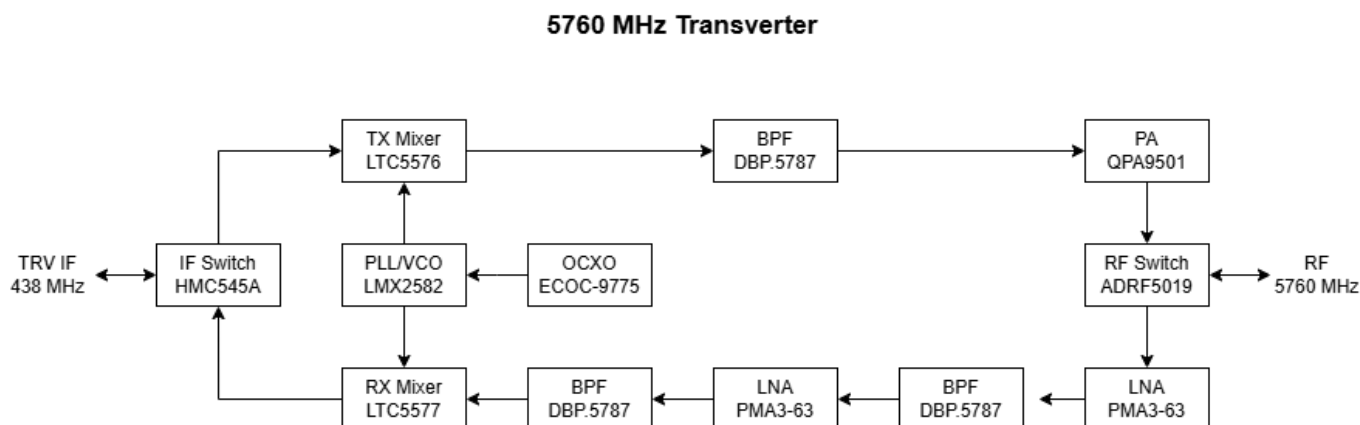 5760 MHz Transverter
TX Mixer
LTC5576
BPF
DBP.5787
PA
QPA9501
TRV IF
438 MHz
IF Switch
HMC545A
PLL/VCO
LMX2582
OCXO
ECOC-9775
RF Switch
ADRF5019
RF
5760 MHz
RX Mixer
LTC5577
BPF
DBP.5787
LNA
PMA3-63
BPF
DBP.5787
LNA
PMA3-63